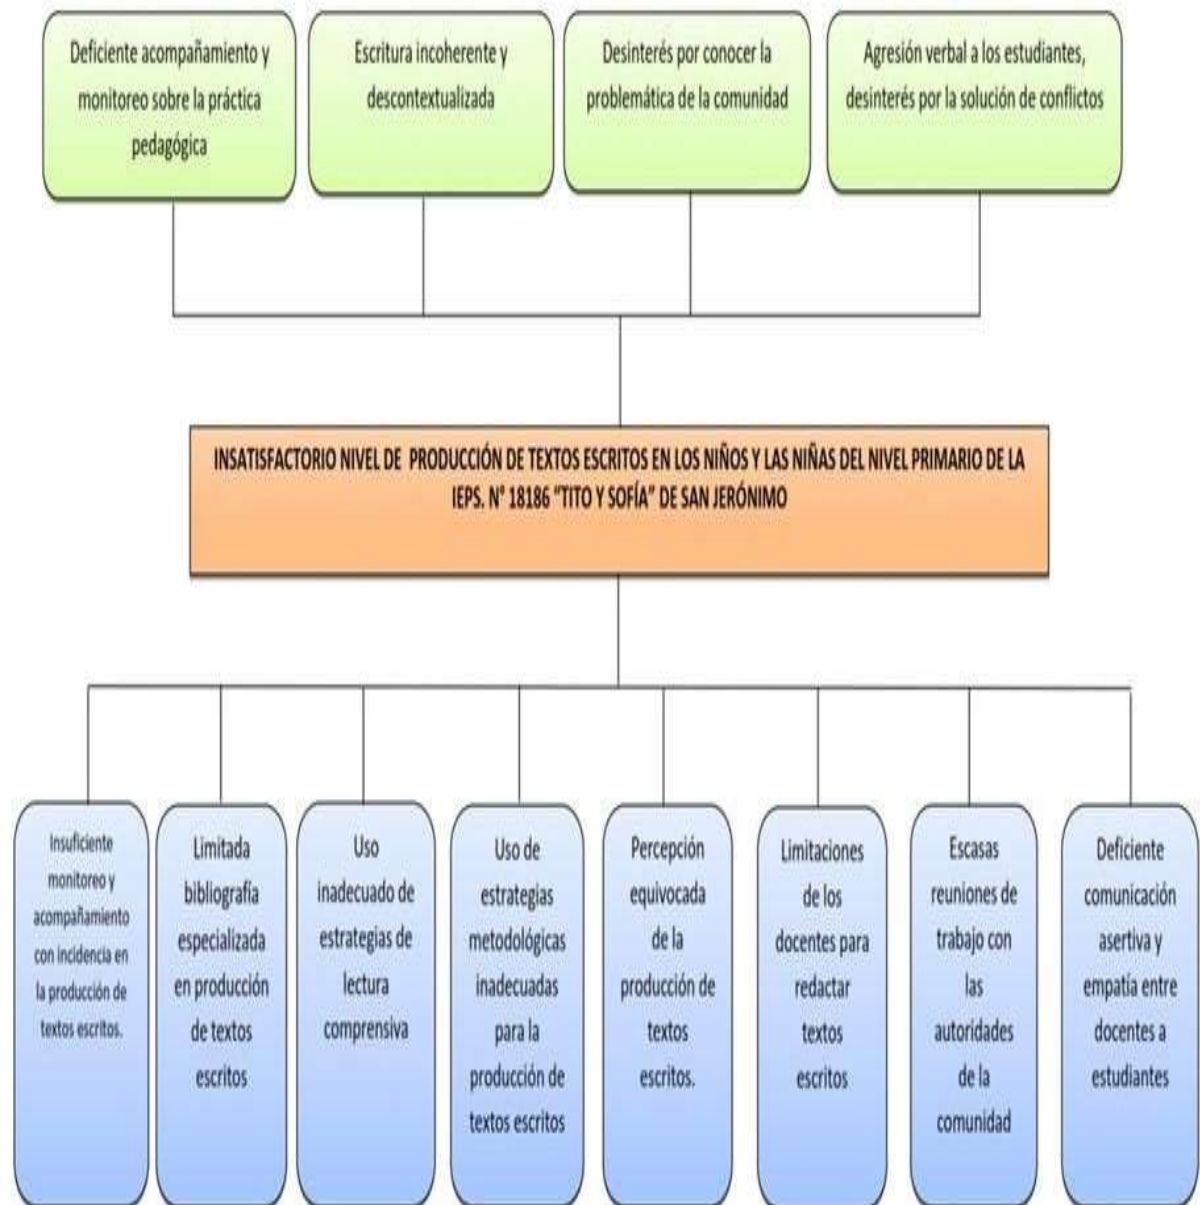 Deficiente acompañamiento y
monitoreo sobre la práctica
pedagógica
Escritura incoherente y
descontextualizada
Desinterés por conocer la
problemática de la comunidad
Agresión verbal a los estudiantes,
desinterés por la solución de conflictos
INSATISFACTORIO NIVEL DE PRODUCCIÓN DE TEXTOS ESCRITOS EN LOS NIÑOS Y LAS NIÑAS DEL NIVEL PRIMARIO DE LA
IEPS. N° 18186 "TITO Y SOFÍA" DE SAN JERÓNIMO
Insuficiente
monitoreo y
acompañamiento
con incidencia en
la producción de
textos escritos.
Limitada
bibliografía
especializada
en producción
de textos
escritos
Uso
inadecuado de
estrategias de
lectura
comprensiva
Uso de
estrategias
metodológicas
inadecuadas
para la
producción de
textos escritos
Percepción
equivocada
de la
producción de
textos
escritos.
Limitaciones
de los
docentes para
redactar
textos
escritos
Escasas
reuniones de
trabajo con
las
autoridades
de la
comunidad
Deficiente
comunicación
asertiva y
empatía entre
docentes a
estudiantes